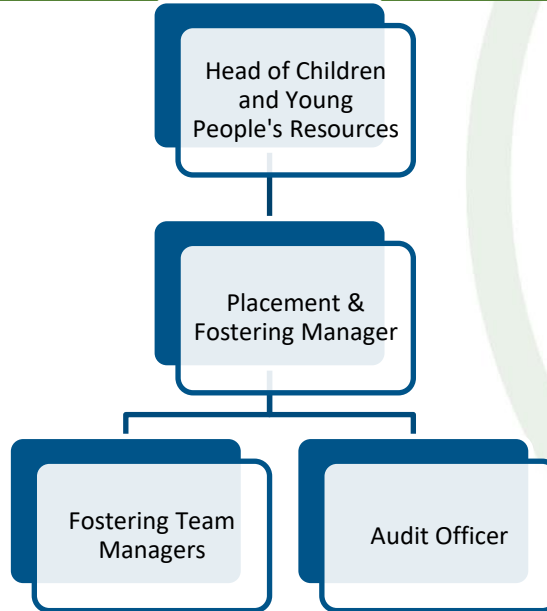 Head of Children
and Young
People's Resources
Placement &
Fostering Manager
Fostering Team
Managers
Audit Officer